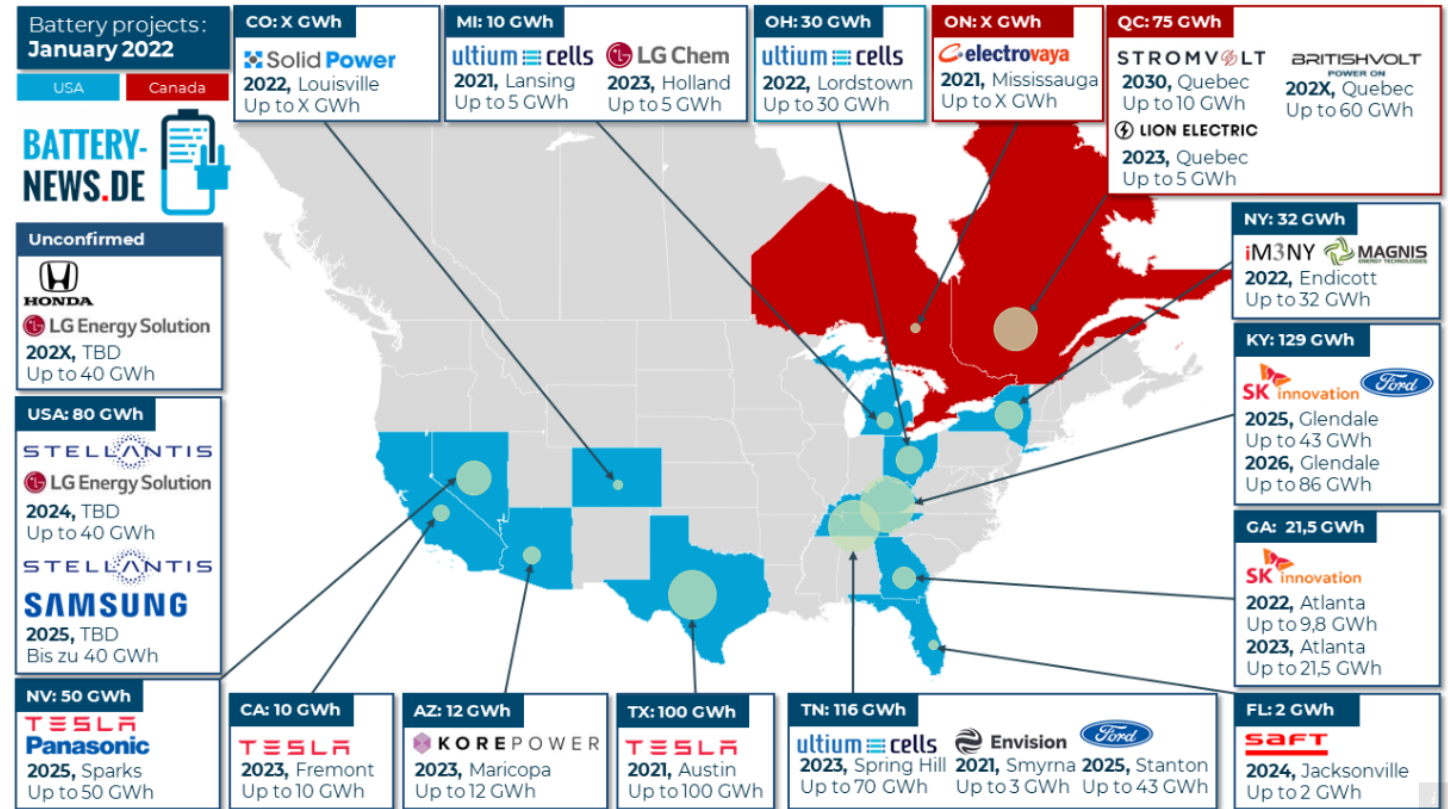 Battery projects:
January 2022
USA
Canada
BATTERY-
NEWS.DE
CO: X GWh
Solid Power
2022, Louisville
Up to X GWh
MI: 10 GWh
ultium cells
2021, Lansing
Up to 5 GWh
LG Chem
2023, Holland
Up to 5 GWh
OH: 30 GWh
ultium cells
2022, Lordstown
Up to 30 GWh
ON: X GWh
electrovaya
2021, Mississauga
Up to X GWh
QC: 75 GWh
STROMVOLT
2030, Quebec
Up to 10 GWh
BRITISHVOLT
POWER ON
202X, Quebec
Up to 60 GWh
LION ELECTRIC
2023, Quebec
Up to 5 GWh
Unconfirmed
HONDA
LG Energy Solution
202X, TBD
Up to 40 GWh
USA: 80 GWh
STELLANTIS
LG Energy Solution
2024, TBD
Up to 40 GWh
STELLANTIS
SAMSUNG
2025, TBD
Bis zu 40 GWh
NY: 32 GWh
iM3NY MAGNIS
ENERGY TECHNOLOGIES
2022, Endicott
Up to 32 GWh
KY: 129 GWh
SK innovation Ford
2025, Glendale
Up to 43 GWh
2026, Glendale
Up to 86 GWh
GA: 21,5 GWh
SK innovation
2022, Atlanta
Up to 9,8 GWh
2023, Atlanta
Up to 21,5 GWh
NV: 50 GWh
TESLA
Panasonic
2025, Sparks
Up to 50 GWh
CA: 10 GWh
TESLA
2023, Fremont
Up to 10 GWh
AZ: 12 GWh
KOREPOWER
2023, Maricopa
Up to 12 GWh
TX: 100 GWh
TESLA
2021, Austin
Up to 100 GWh
TN: 116 GWh
ultium cells
2023, Spring Hill
Up to 70 GWh
Envision
2021, Smyrna
Up to 3 GWh
Ford
2025, Stanton
Up to 43 GWh
FL: 2 GWh
saft
2024, Jacksonville
Up to 2 GWh